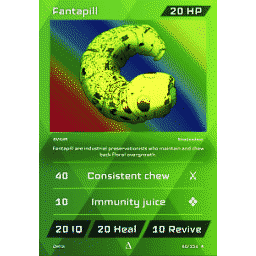 Fantapill
20 HP
Fantapill are industrial preservationists who maintain and chew
back floral overgrowth.
40 Consistent chew
10 Immunity juice
20 IQ 20 Heal 10 Revive
Delta